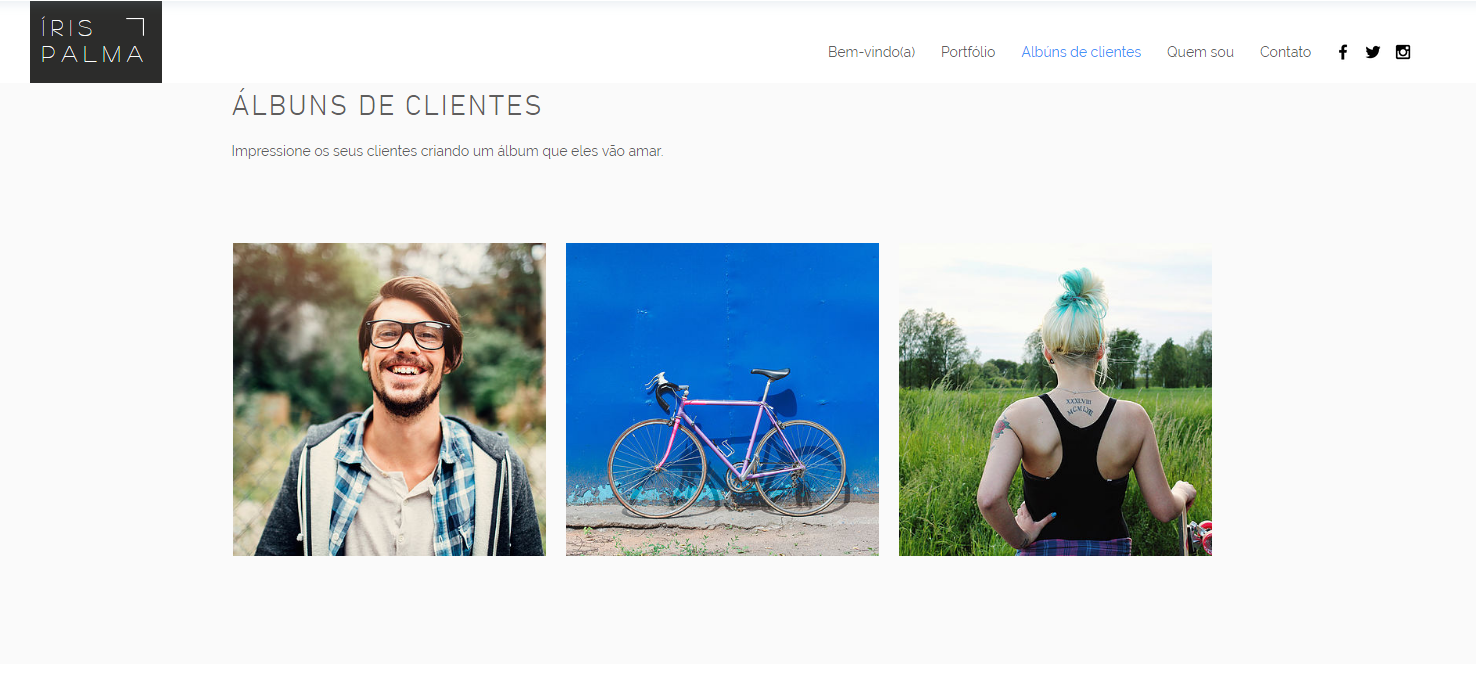 ÍRIS
PALMA
Bem-vindo(a) Portfólio Albúns de clientes Quem sou Contato
ÁLBUNS DE CLIENTES
Impressione os seus clientes criando um álbum que eles vão amar.